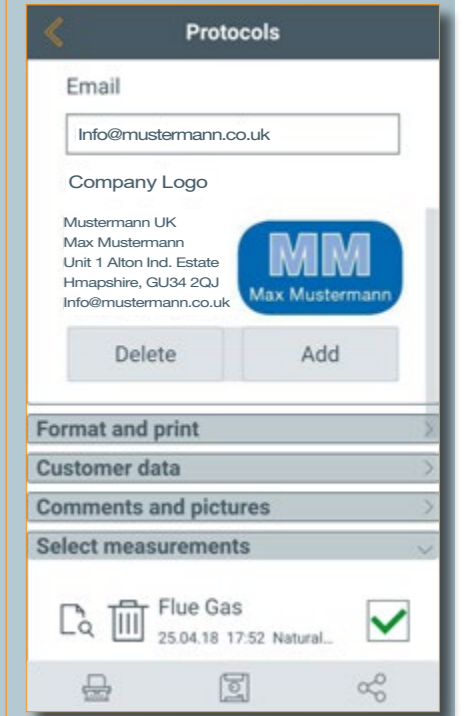 Protocols
Email
Info@mustermann.co.uk
Company Logo
Mustermann UK
Max Mustermann
Unit 1 Alton Ind. Estate
Hmapshire, GU34 2QJ
Info@mustermann.co.uk
MM
Max Mustermann
Delete
Add
Format and print
Customer data
Comments and pictures
Select measurements
Flue Gas
25.04.18 17:52 Natural...